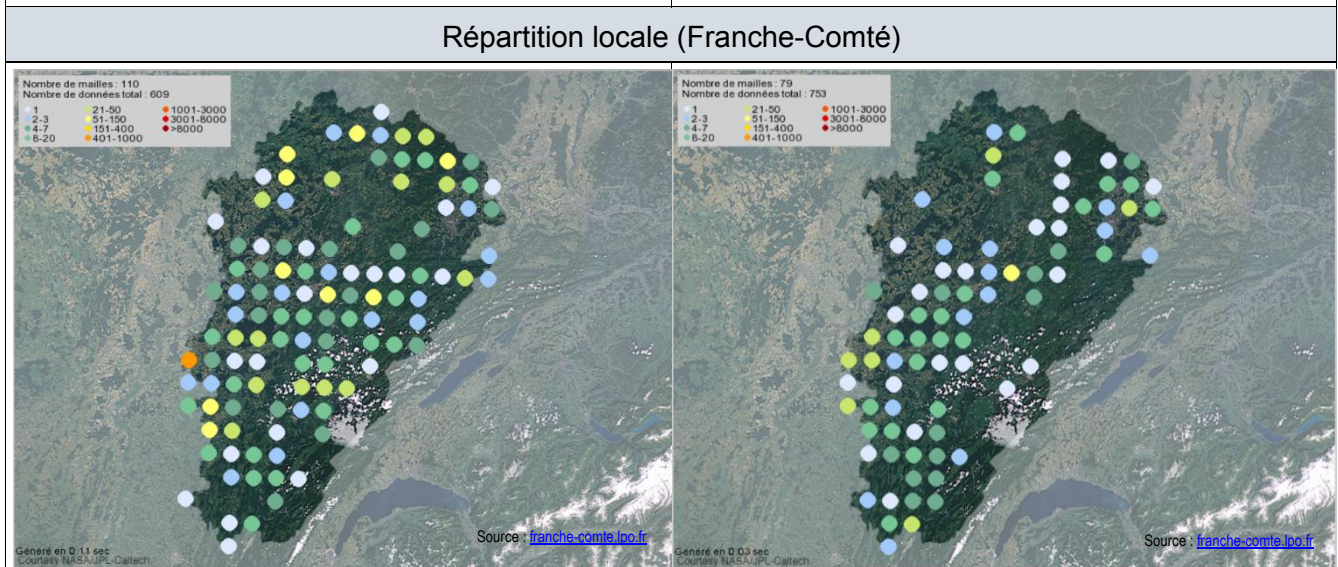 Répartition locale (Franche-Comté)
Nombre de mailles : 110
Nombre de données total : 609
1 21-50 1001-3000
2-3 51-150 3001-8000
4-7 151-400 >8000
8-20 401-1000
Source : franche-comte.lpo.fr
Généré en 0.11 sec
Courtesy NASA/JPL-Caltech
Nombre de mailles : 79
Nombre de données total : 753
1 21-50 1001-3000
2-3 51-150 3001-8000
4-7 151-400 >8000
8-20 401-1000
Source : franche-comte.lpo.fr
Généré en 0.03 sec
Courtesy NASA/JPL-Caltech